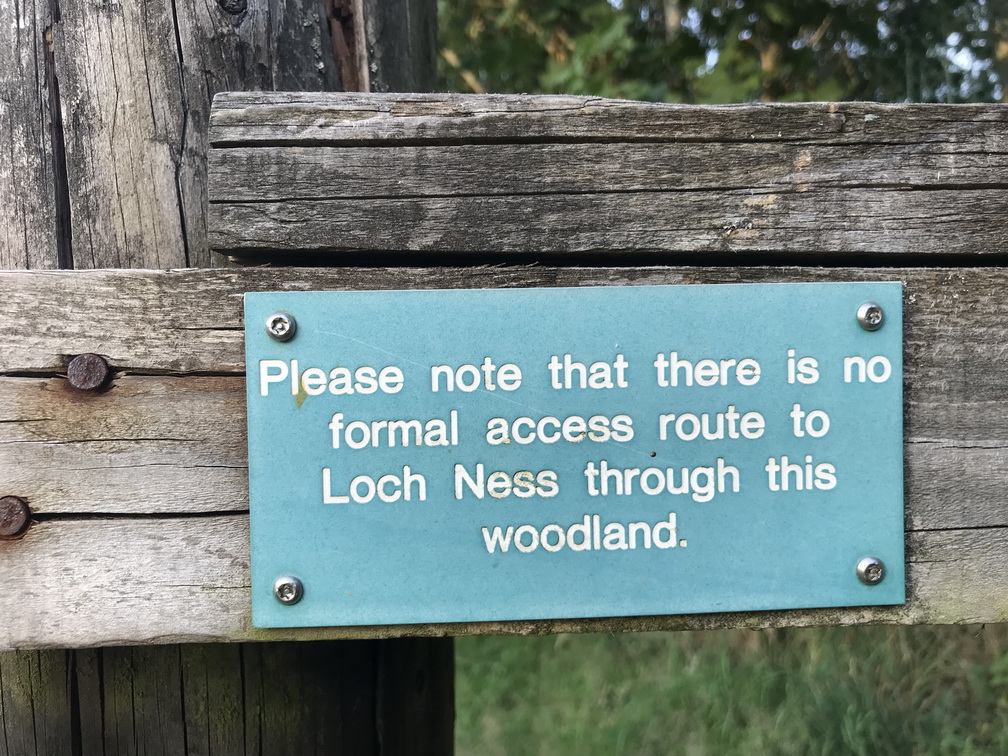 Please note that there is no
formal access route to
Loch Ness through this
woodland.